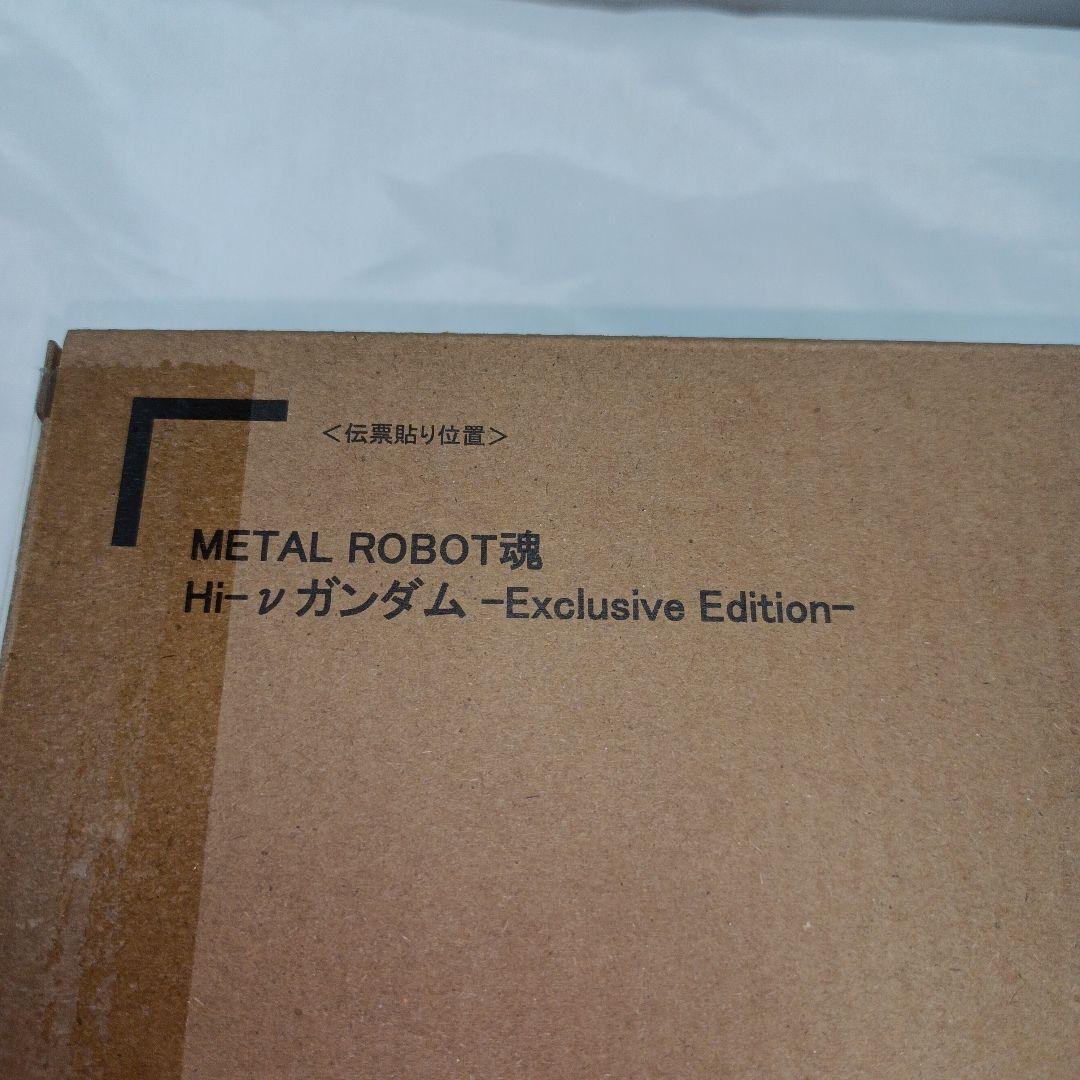 ＜伝票貼り位置＞
METAL ROBOT魂
Hi-νガンダム -Exclusive Edition-